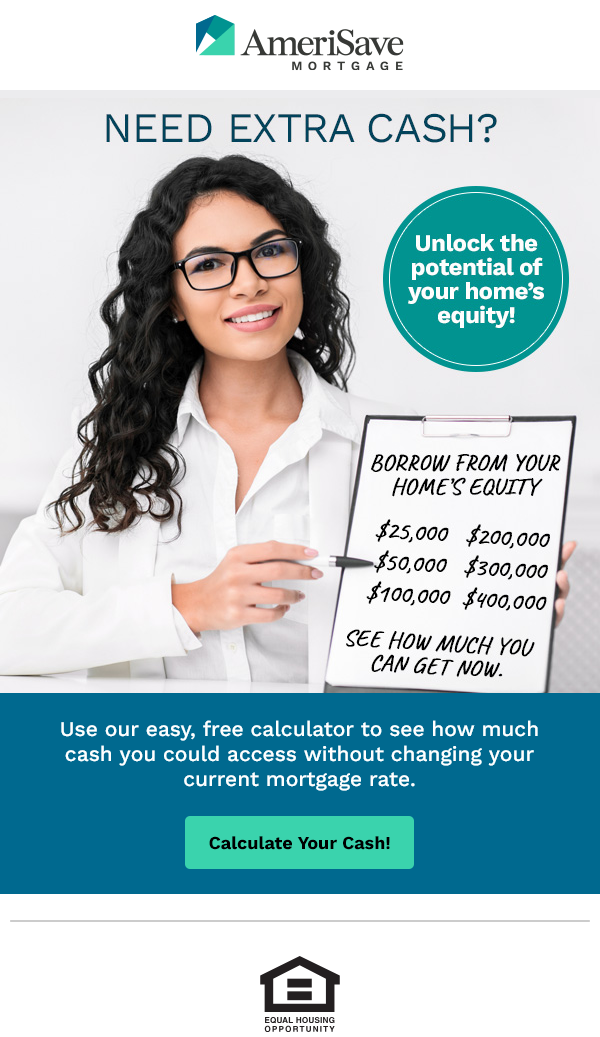 AmeriSave
MORTGAGE
NEED EXTRA CASH?
Unlock the
potential of
your home's
equity!
BORROW FROM YOUR
HOME'S EQUITY
$25,000 $200,000
$50,000 $300,000
$100,000 $400,000
SEE HOW MUCH YOU
CAN GET NOW.
Use our easy, free calculator to see how much
cash you could access without changing your
current mortgage rate.
Calculate Your Cash!
EQUAL HOUSING
OPPORTUNITY